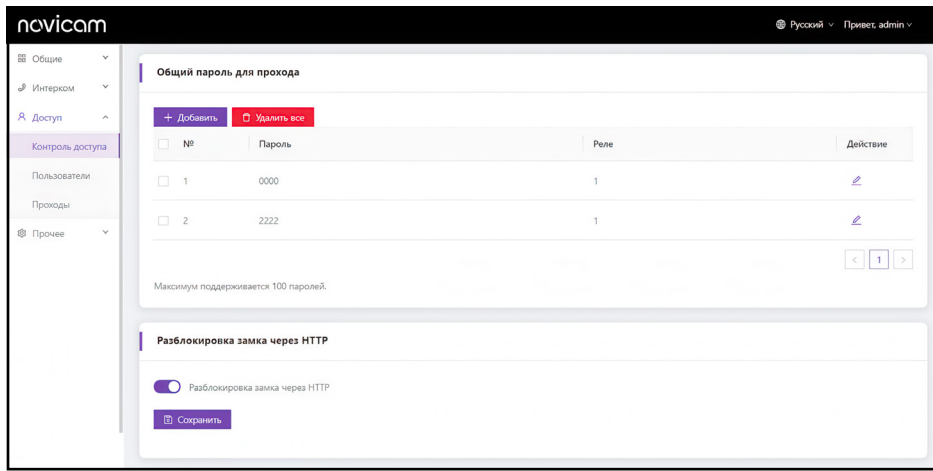 novicam
Русский Привет, admin
Общие
Интерком
Доступ
Контроль доступа
Пользователи
Проходы
Прочее
Общий пароль для прохода
+ Добавить Удалить все
№ Пароль Реле Действие
1 0000 1
2 2222 1
< 1 >
Максимум поддерживается 100 паролей.
Разблокировка замка через HTTP
Разблокировка замка через HTTP
Сохранить